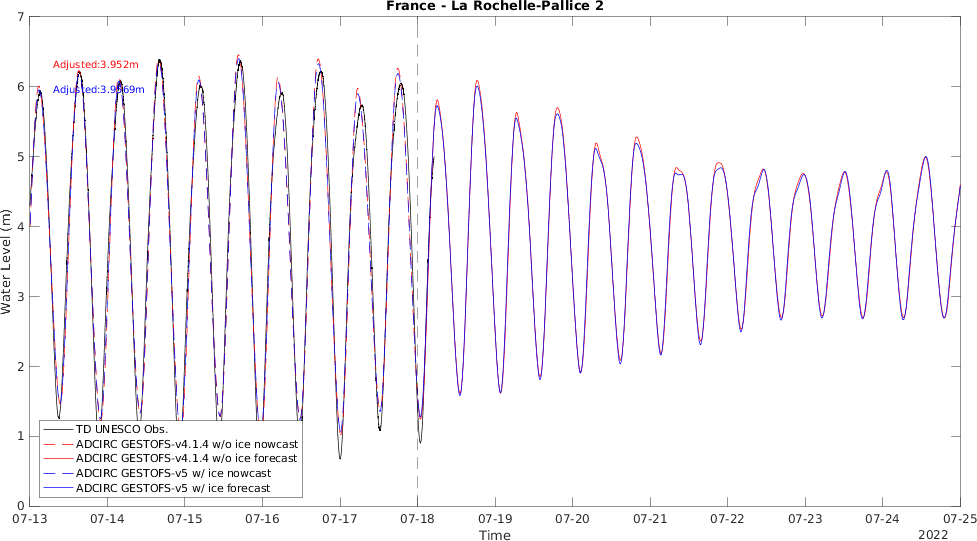 France - La Rochelle-Pallice 2
7
6
5
4
3
2
1
0
Water Level (m)
Adjusted:3.952m
TD UNESCO Obs.
ADCIRC GESTOFS-v4.1.4 w/o ice nowcast
ADCIRC GESTOFS-v4.1.4 w/o ice forecast
ADCIRC GESTOFS-v5 w/ ice nowcast
ADCIRC GESTOFS-v5 w/ ice forecast
07-13 07-14 07-15 07-16 07-17 07-18 07-19 07-20 07-21 07-22 07-23 07-24 07-25
Time
2022